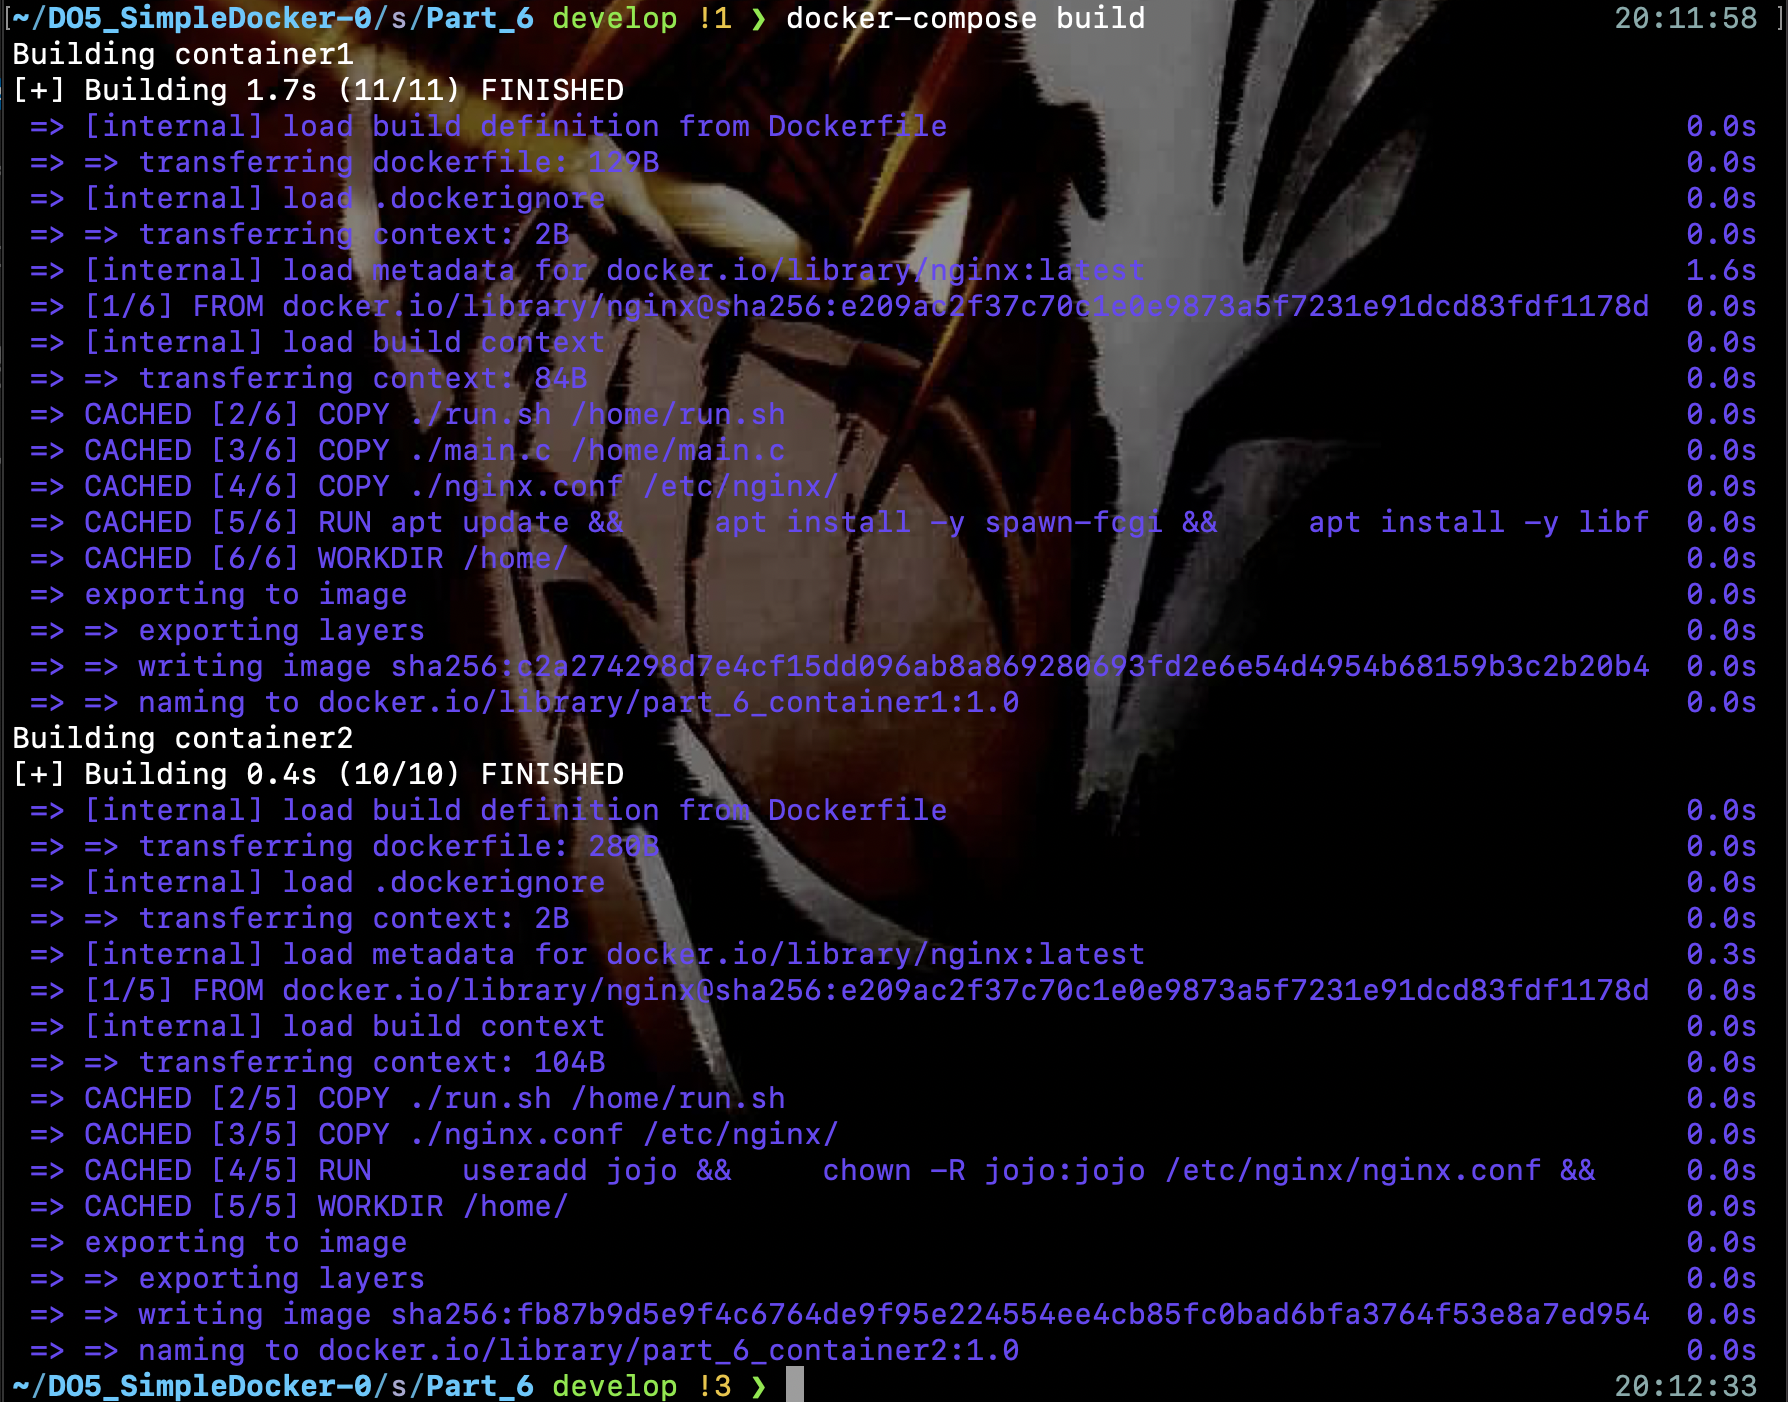 [~/DO5_SimpleDocker-0/s/Part_6 develop !1 ❯ docker-compose build 20:11:58 ]
Building container1
[+] Building 1.7s (11/11) FINISHED
=> [internal] load build definition from Dockerfile 0.0s
=> => transferring dockerfile: 129B 0.0s
=> [internal] load .dockerignore 0.0s
=> => transferring context: 2B 0.0s
=> [internal] load metadata for docker.io/library/nginx:latest 1.6s
=> [1/6] FROM docker.io/library/nginx@sha256:e209ac2f37c70c1e0e9873a5f7231e91dcd83fdf1178d 0.0s
=> [internal] load build context 0.0s
=> => transferring context: 84B 0.0s
=> CACHED [2/6] COPY ./run.sh /home/run.sh 0.0s
=> CACHED [3/6] COPY ./main.c /home/main.c 0.0s
=> CACHED [4/6] COPY ./nginx.conf /etc/nginx/ 0.0s
=> CACHED [5/6] RUN apt update &&     apt install -y spawn-fcgi &&     apt install -y libf 0.0s
=> CACHED [6/6] WORKDIR /home/ 0.0s
=> exporting to image 0.0s
=> => exporting layers 0.0s
=> => writing image sha256:c2a274298d7e4cf15dd096ab8a869280693fd2e6e54d4954b68159b3c2b20b4 0.0s
=> => naming to docker.io/library/part_6_container1:1.0 0.0s
Building container2
[+] Building 0.4s (10/10) FINISHED
=> [internal] load build definition from Dockerfile 0.0s
=> => transferring dockerfile: 280B 0.0s
=> [internal] load .dockerignore 0.0s
=> => transferring context: 2B 0.0s
=> [internal] load metadata for docker.io/library/nginx:latest 0.3s
=> [1/5] FROM docker.io/library/nginx@sha256:e209ac2f37c70c1e0e9873a5f7231e91dcd83fdf1178d 0.0s
=> [internal] load build context 0.0s
=> => transferring context: 104B 0.0s
=> CACHED [2/5] COPY ./run.sh /home/run.sh 0.0s
=> CACHED [3/5] COPY ./nginx.conf /etc/nginx/ 0.0s
=> CACHED [4/5] RUN     useradd jojo &&     chown -R jojo:jojo /etc/nginx/nginx.conf && 0.0s
=> CACHED [5/5] WORKDIR /home/ 0.0s
=> exporting to image 0.0s
=> => exporting layers 0.0s
=> => writing image sha256:fb87b9d5e9f4c6764de9f95e224554ee4cb85fc0bad6bfa3764f53e8a7ed954 0.0s
=> => naming to docker.io/library/part_6_container2:1.0 0.0s
~/DO5_SimpleDocker-0/s/Part_6 develop !3 ❯ 20:12:33